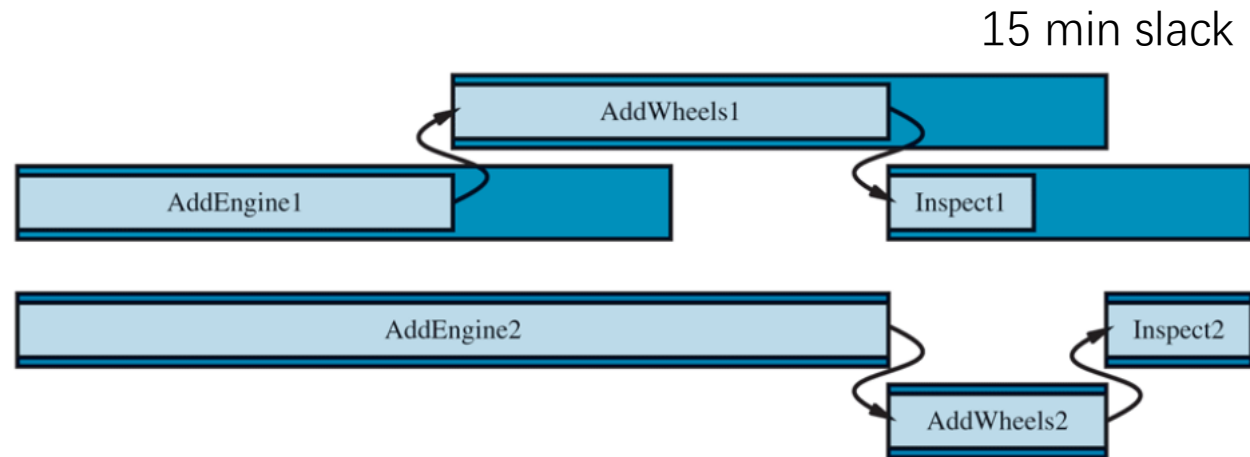 15 min slack
AddWheels1
AddEngine1
Inspect1
AddEngine2
Inspect2
AddWheels2